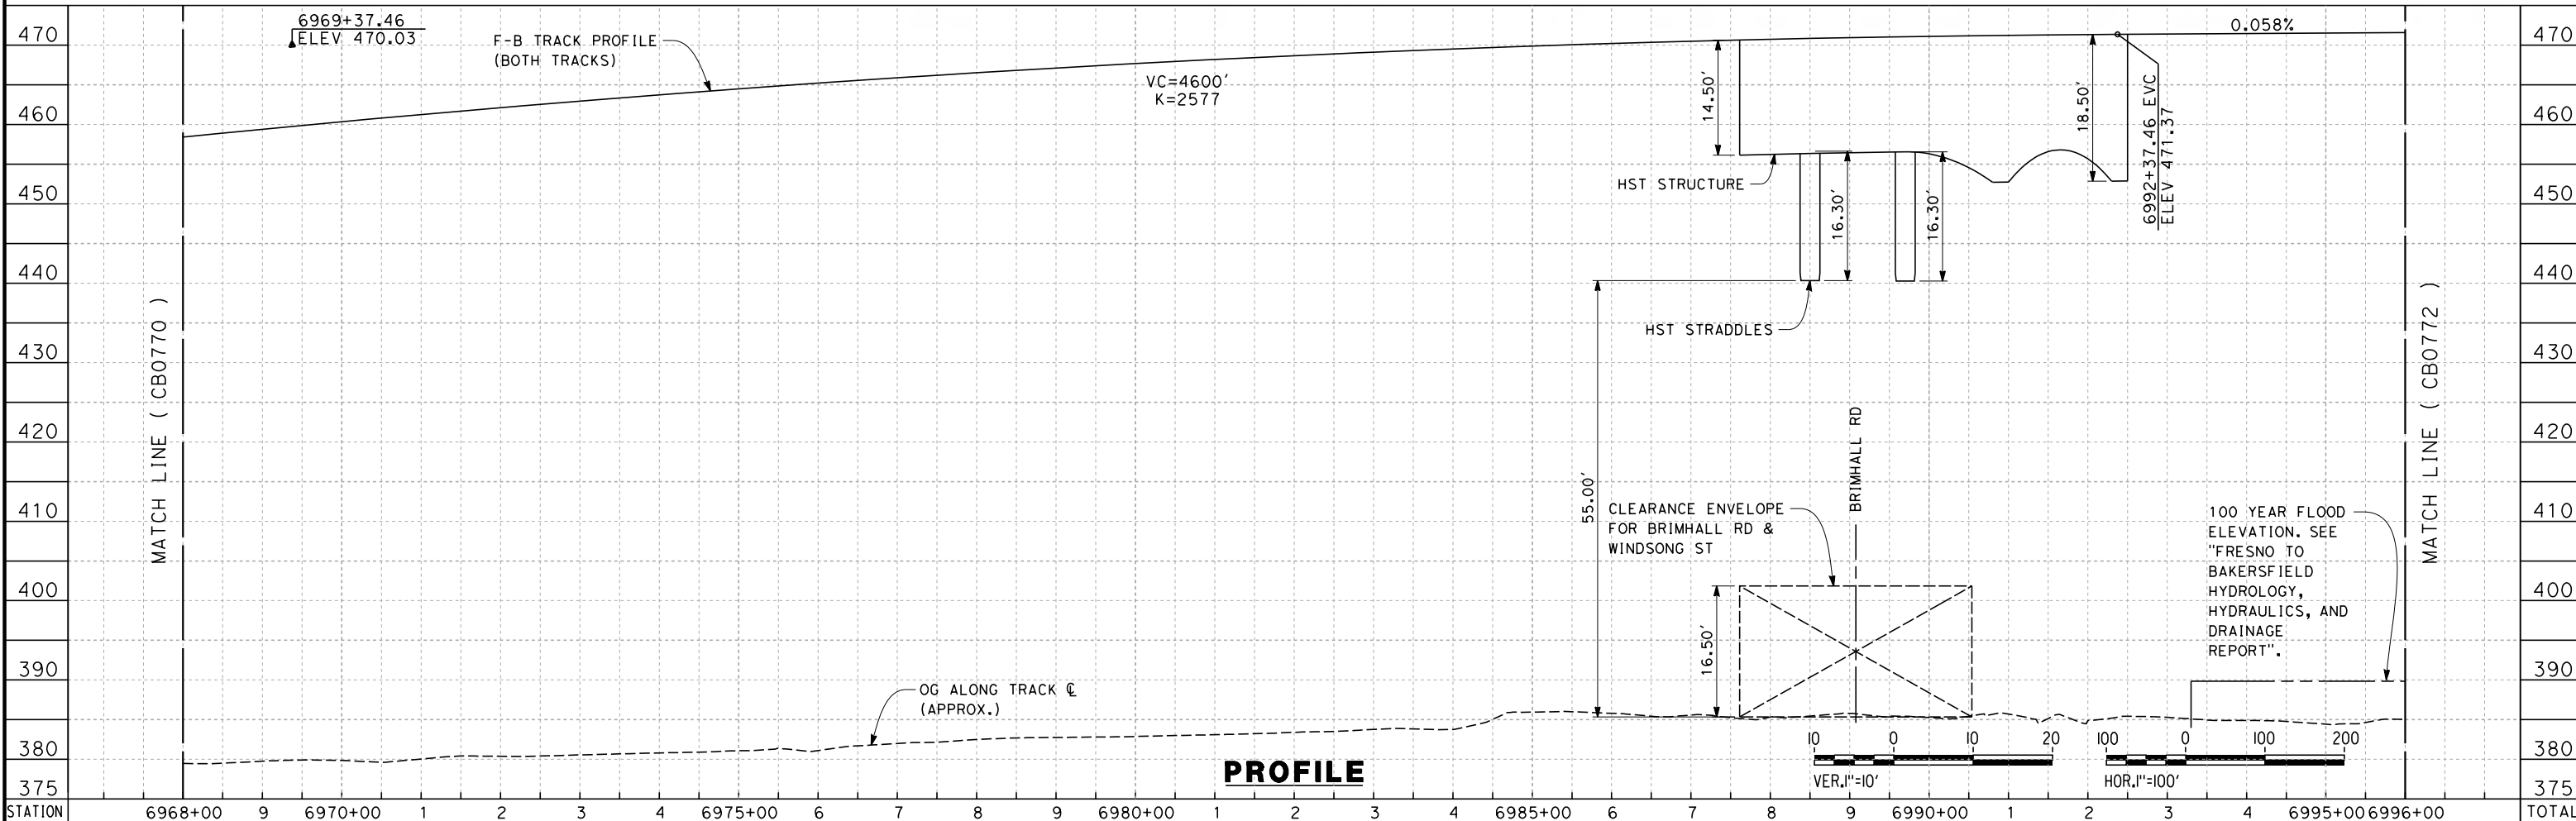 6969+37.46
ELEV 470.03
F-B TRACK PROFILE
(BOTH TRACKS)
VC=4600'
K=2577
0.058%
14.50'
18.50'
6992+37.46 EVC
ELEV 471.37
HST STRUCTURE
16.30'
16.30'
HST STRADDLES
MATCH LINE ( CB0770 )
MATCH LINE ( CB0772 )
BRIMHALL RD
55.00'
CLEARANCE ENVELOPE
FOR BRIMHALL RD &
WINDSONG ST
16.50'
100 YEAR FLOOD
ELEVATION. SEE
"FRESNO TO
BAKERSFIELD
HYDROLOGY,
HYDRAULICS, AND
DRAINAGE
REPORT".
OG ALONG TRACK ℄
(APPROX.)
PROFILE
10 0 10 20
VER.1"=10'
100 0 100 200
HOR.1"=100'
470
460
450
440
430
420
410
400
390
380
375
470
460
450
440
430
420
410
400
390
380
375
STATION 6968+00 9 6970+00 1 2 3 4 6975+00 6 7 8 9 6980+00 1 2 3 4 6985+00 6 7 8 9 6990+00 1 2 3 4 6995+00 6996+00 TOTAL